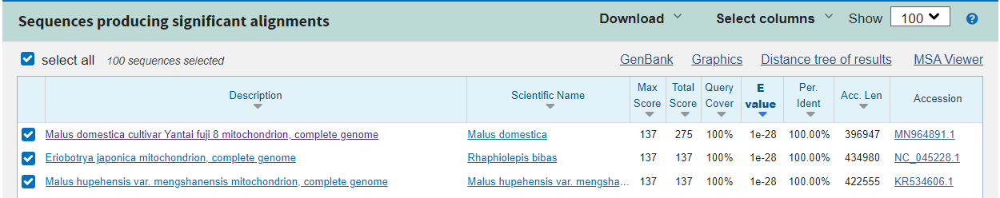 Sequences producing significant alignments Download Select columns Show 100 ?
select all 100 sequences selected GenBank Graphics Distance tree of results MSA Viewer
Description Scientific Name Max Score Total Score Query Cover E value Per. Ident Acc. Len Accession
Malus domestica cultivar Yantai fuji 8 mitochondrion, complete genome Malus domestica 137 275 100% 1e-28 100.00% 396947 MN964891.1
Eriobotrya japonica mitochondrion, complete genome Rhaphiolepis bibas 137 137 100% 1e-28 100.00% 434980 NC_045228.1
Malus hupehensis var. mengshanensis mitochondrion, complete genome Malus hupehensis var. mengsha... 137 137 100% 1e-28 100.00% 422555 KR534606.1